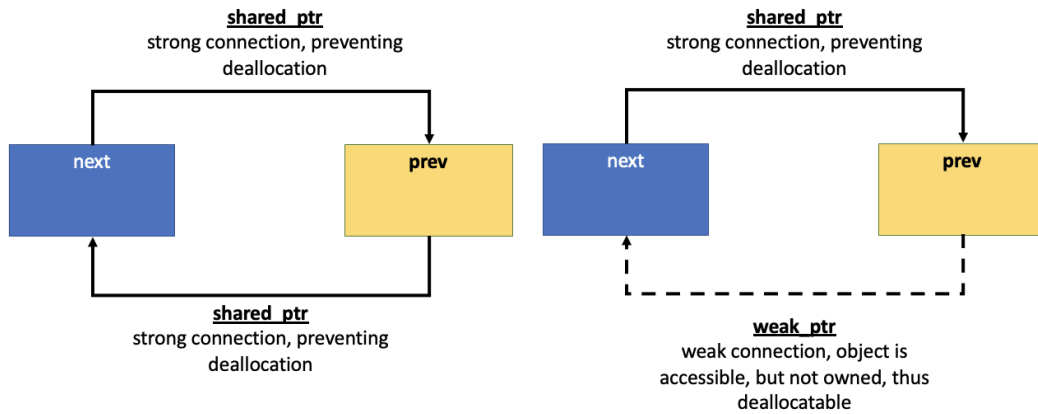 shared_ptr
strong connection, preventing
deallocation
next
prev
shared_ptr
strong connection, preventing
deallocation
shared_ptr
strong connection, preventing
deallocation
next
prev
weak_ptr
weak connection, object is
accessible, but not owned, thus
deallocatable